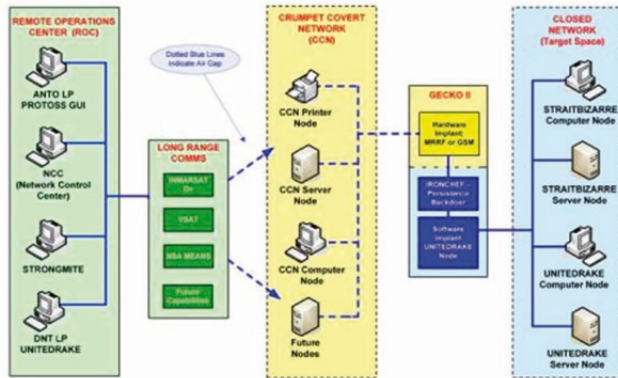 REMOTE OPERATIONS
CENTER (ROC)
ANTO LP
PROTOSS GUI
NCC
(Network Control
Center)
STRONGMITE
DNT LP
UNITEDRAKE
LONG RANGE
COMMS
INMARSAT
VSAT
NSA MEANS
Future
Capabilities
Dotted Blue Lines
Indicate Air Gap
CRUMPET COVERT
NETWORK
(CCN)
CCN Printer
Node
CCN Server
Node
CCN Computer
Node
Future
Nodes
GECKO II
Hardware
Implant:
MRRF or GSM
IRONCHEF –
Persistance
Backdoor
Software
Implant
UNITEDRAKE
Node
CLOSED NETWORK
(Target Space)
STRAITBIZARRE
Computer Node
STRAITBIZARRE
Server Node
UNITEDRAKE
Computer Node
UNITEDRAKE
Server Node